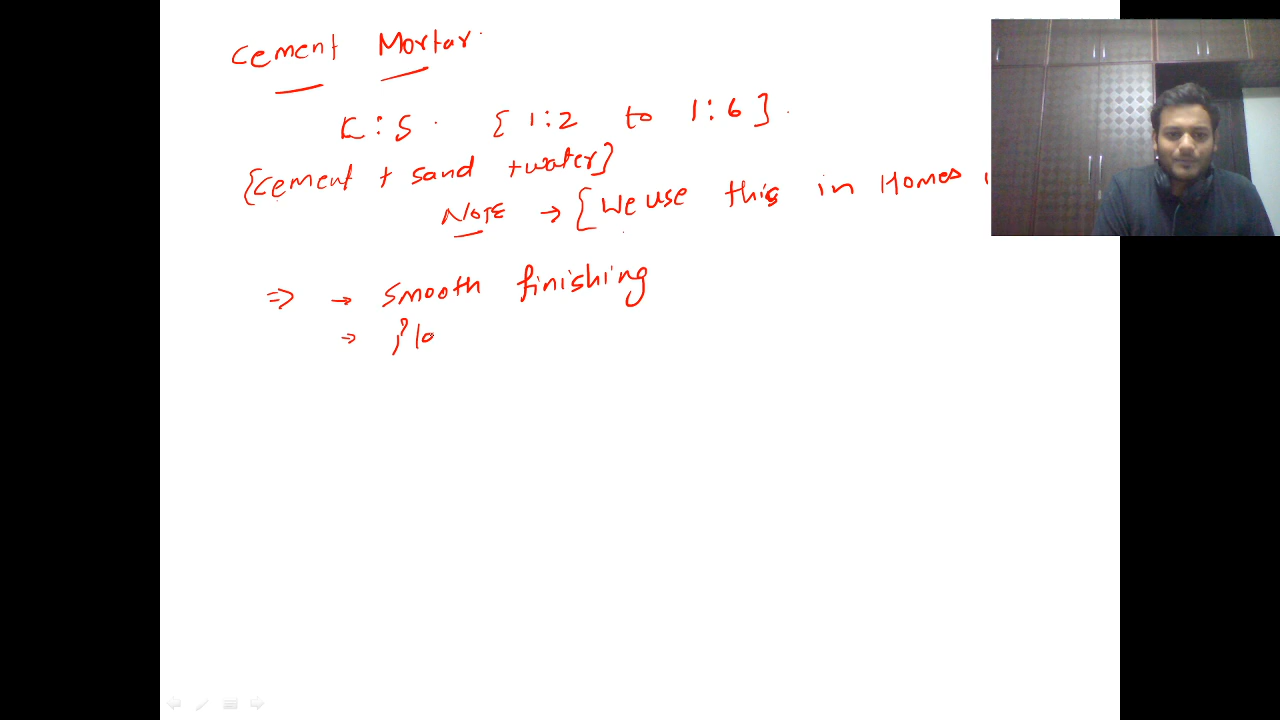 Cement Mortar
C:S. [1:2 to 1:6].
{cement + sand + water}
NOTE → [We use this in Homes
⇒ → smooth finishing
→